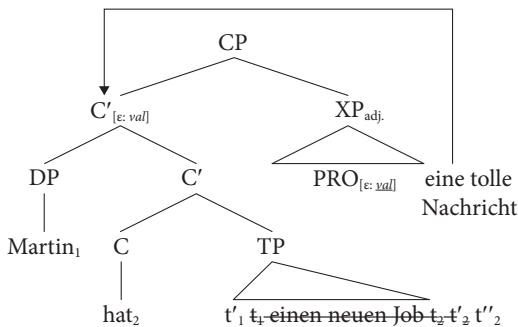 CP
C′[ε: val] XPadj.
DP C′ PRO[ε: val] eine tolle
Nachricht
Martin₁ C TP
hat₂ t′₁ t₁ einen neuen Job t₂ t′₂ t″₂